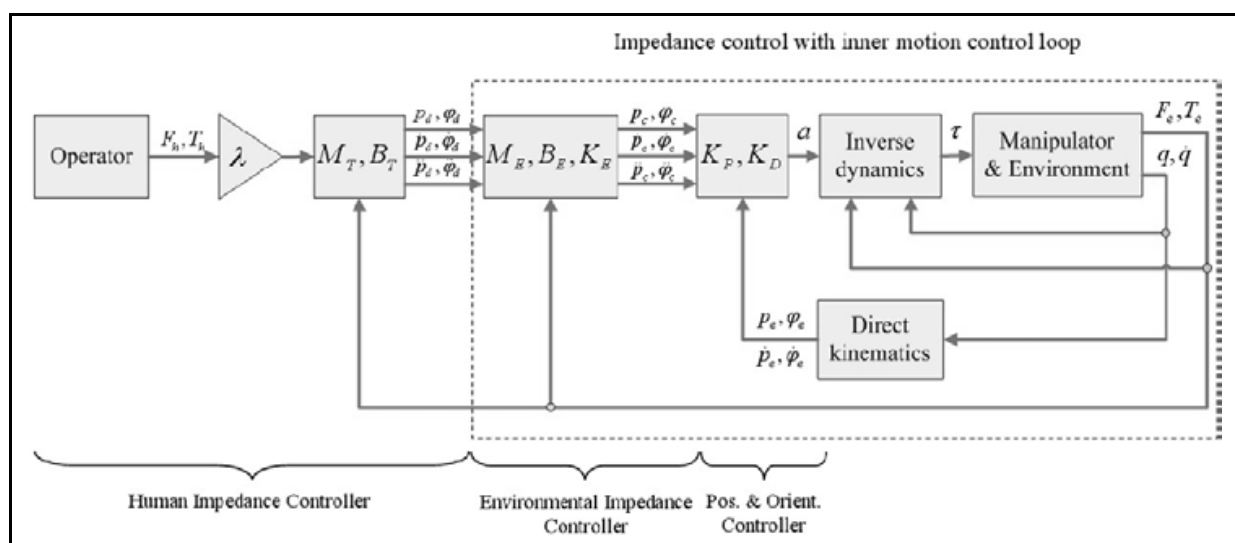 Impedance control with inner motion control loop
Operator
F_h, T_h
λ
M_T, B_T
p_d, φ_d
ṗ_d, φ̇_d
p̈_d, φ̈_d
M_E, B_E, K_E
p_c, φ_c
ṗ_c, φ̇_c
p̈_c, φ̈_c
K_P, K_D
a
Inverse
dynamics
τ
Manipulator
& Environment
F_e, T_e
q, q̇
p_e, φ_e
ṗ_e, φ̇_e
Direct
kinematics
Human Impedance Controller
Environmental Impedance
Controller
Pos. & Orient.
Controller